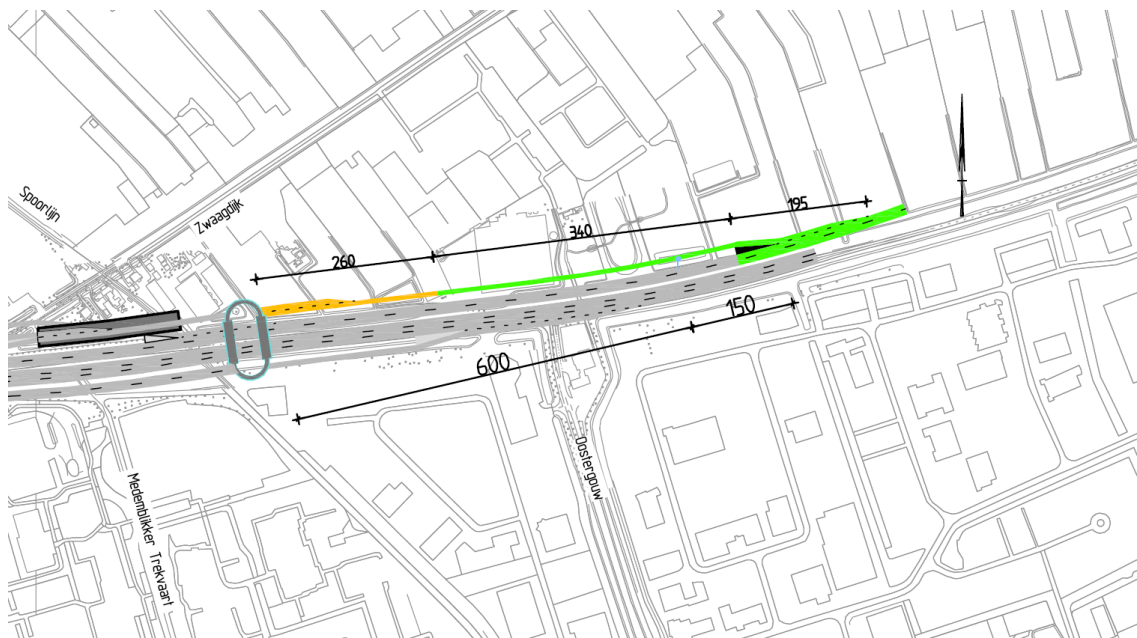 Spoorlijn
Zwaagdijk
260
340
195
600
150
Oostergouw
Medemblikker Trekvaart